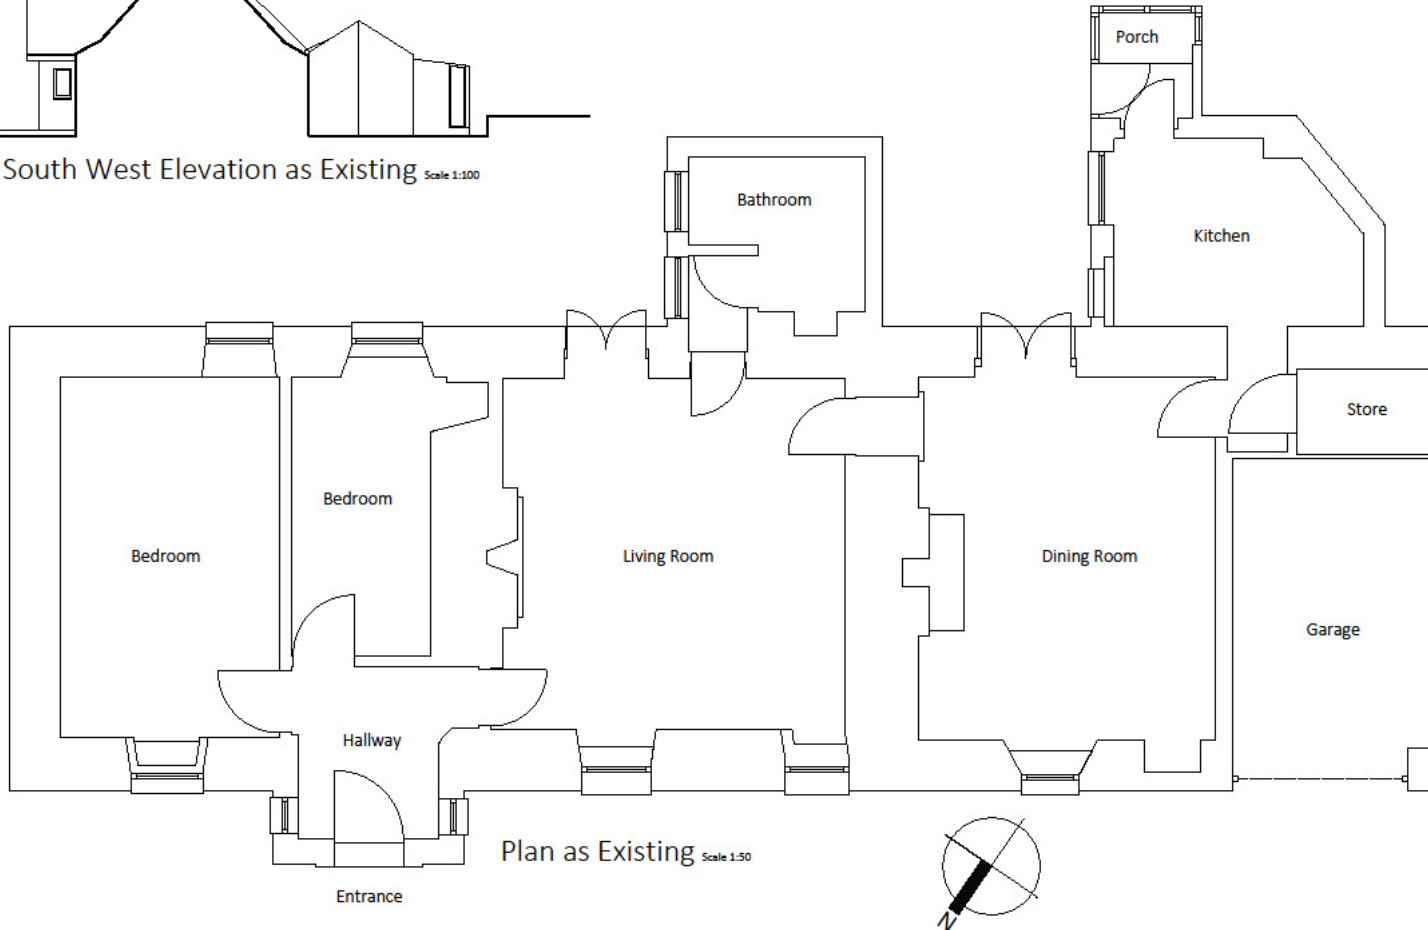 Porch
South West Elevation as Existing Scale 1:100
Bathroom
Kitchen
Store
Bedroom
Bedroom
Living Room
Dining Room
Garage
Hallway
Plan as Existing Scale 1:50
Entrance
N